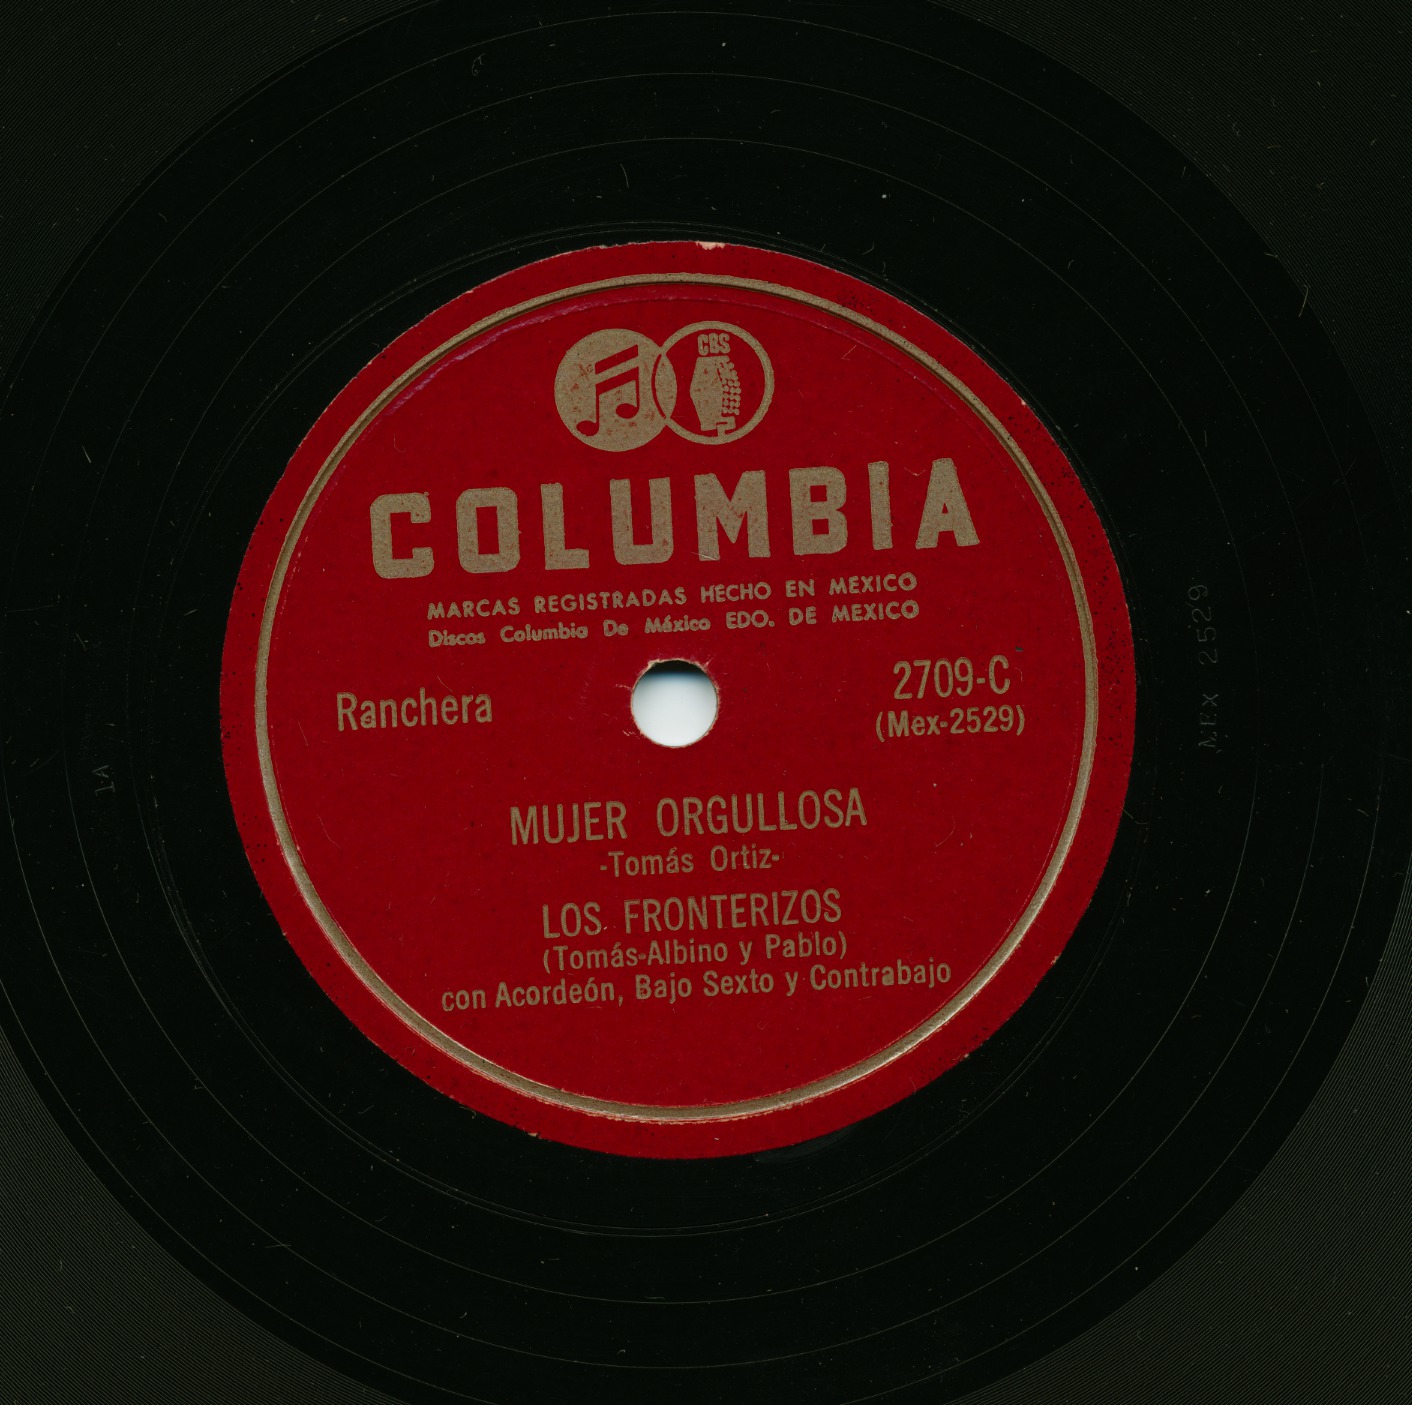 CBS
COLUMBIA
MARCAS REGISTRADAS HECHO EN MEXICO
Discos Columbia De México EDO. DE MEXICO
Ranchera
2709-C
(Mex-2529)
MUJER ORGULLOSA
-Tomás Ortiz-
LOS FRONTERIZOS
(Tomás-Albino y Pablo)
con Acordeón, Bajo Sexto y Contrabajo
MEX 2529
1A